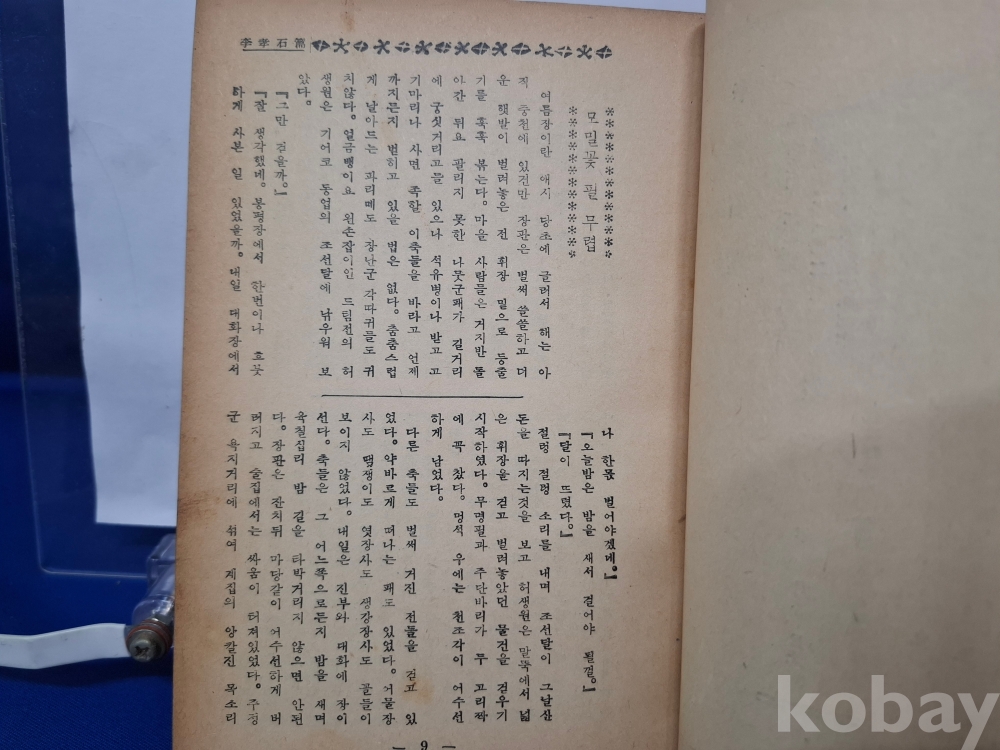 李孝石篇
모밀꽃 필 무렵
여름장이란 애시 당초에 글러서 해는 아
직 중천에 있건만 장판은 벌써 쓸쓸하고 더
운 햇발이 벌려놓은 전 휘장 밑으로 등줄
기를 훅훅 볶는다. 마을 사람들은 거지반 돌
아간 뒤요 팔리지 못한 나뭇군패가 길거리
에 궁싯거리고들 있으나 석유병이나 받고 고
기마리나 사면 족할 이축들을 바라고 언제
까지든지 벌히고 있을 법은 없다. 춤춤스럽
게 날아드는 파리떼도 장난군 각따귀들도 귀
치않다. 얼금뱅이요 왼손잡이인 드림전의 허
생원은 기어코 동업의 조선달에 낚우워 보
았다.
『그만 걷을까.』
『잘 생각했네. 봉평장에서 한번이나 흐뭇
하게 사본 일 있었을까. 내일 대화장에서
나 한몫 벌어야겠네.』
『오늘밤은 밤을 새서 걸어야 될껄.』
『달이 뜨렸다.』
절렁 절렁 소리를 내며 조선달이 그날산
돈을 따지는것을 보고 허생원은 말뚝에서 넓
은 휘장을 걷고 벌려놓았던 물건을 걷우기
시작하였다. 무명필과 주단바리가 두 고리짝
에 꼭 찼다. 멍석 우에는 천조각이 어수선
하게 남었다.
다른 축들도 벌써 거진 전들을 걷고 있
었다. 약바르게 떠나는 패도 있었다. 어물장
사도 땜쟁이도 엿장사도 생강장사도 꼴들이
보이지 않었다. 내일은 진부와 대화에 장이
선다. 축들은 그 어느쪽으로든지 밤을 새며
육칠십리 밤 길을 타박거리지 않으면 안된
다. 장판은 잔치뒤 마당같이 어수선하게 버
러지고 술집에서는 싸움이 터져있었다. 주정
군 욕지거리에 섞여 계집의 앙칼진 목소리
— 9 —
kobay